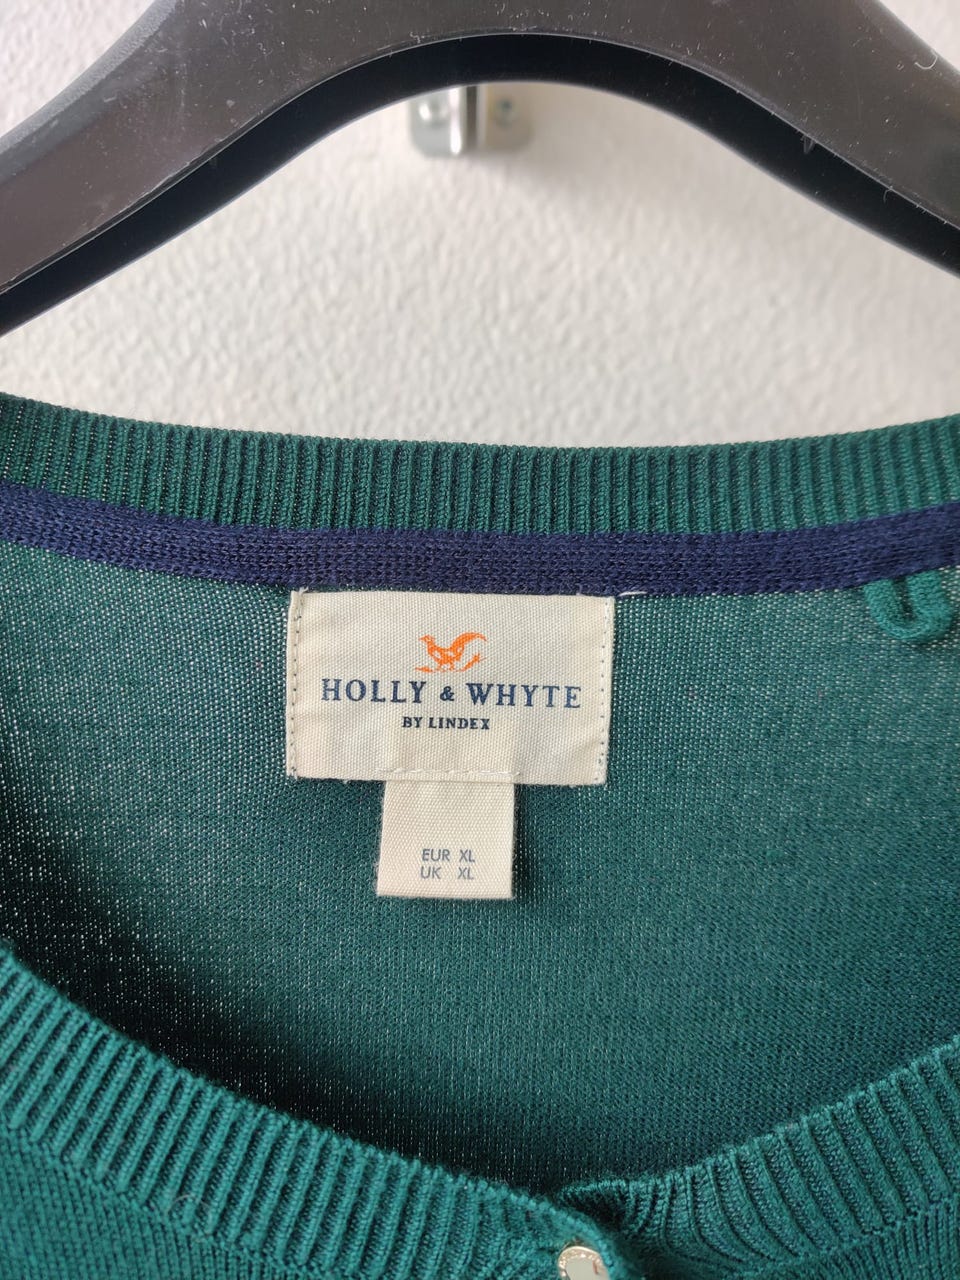 HOLLY & WHYTE
BY LINDEX
EUR XL
UK XL